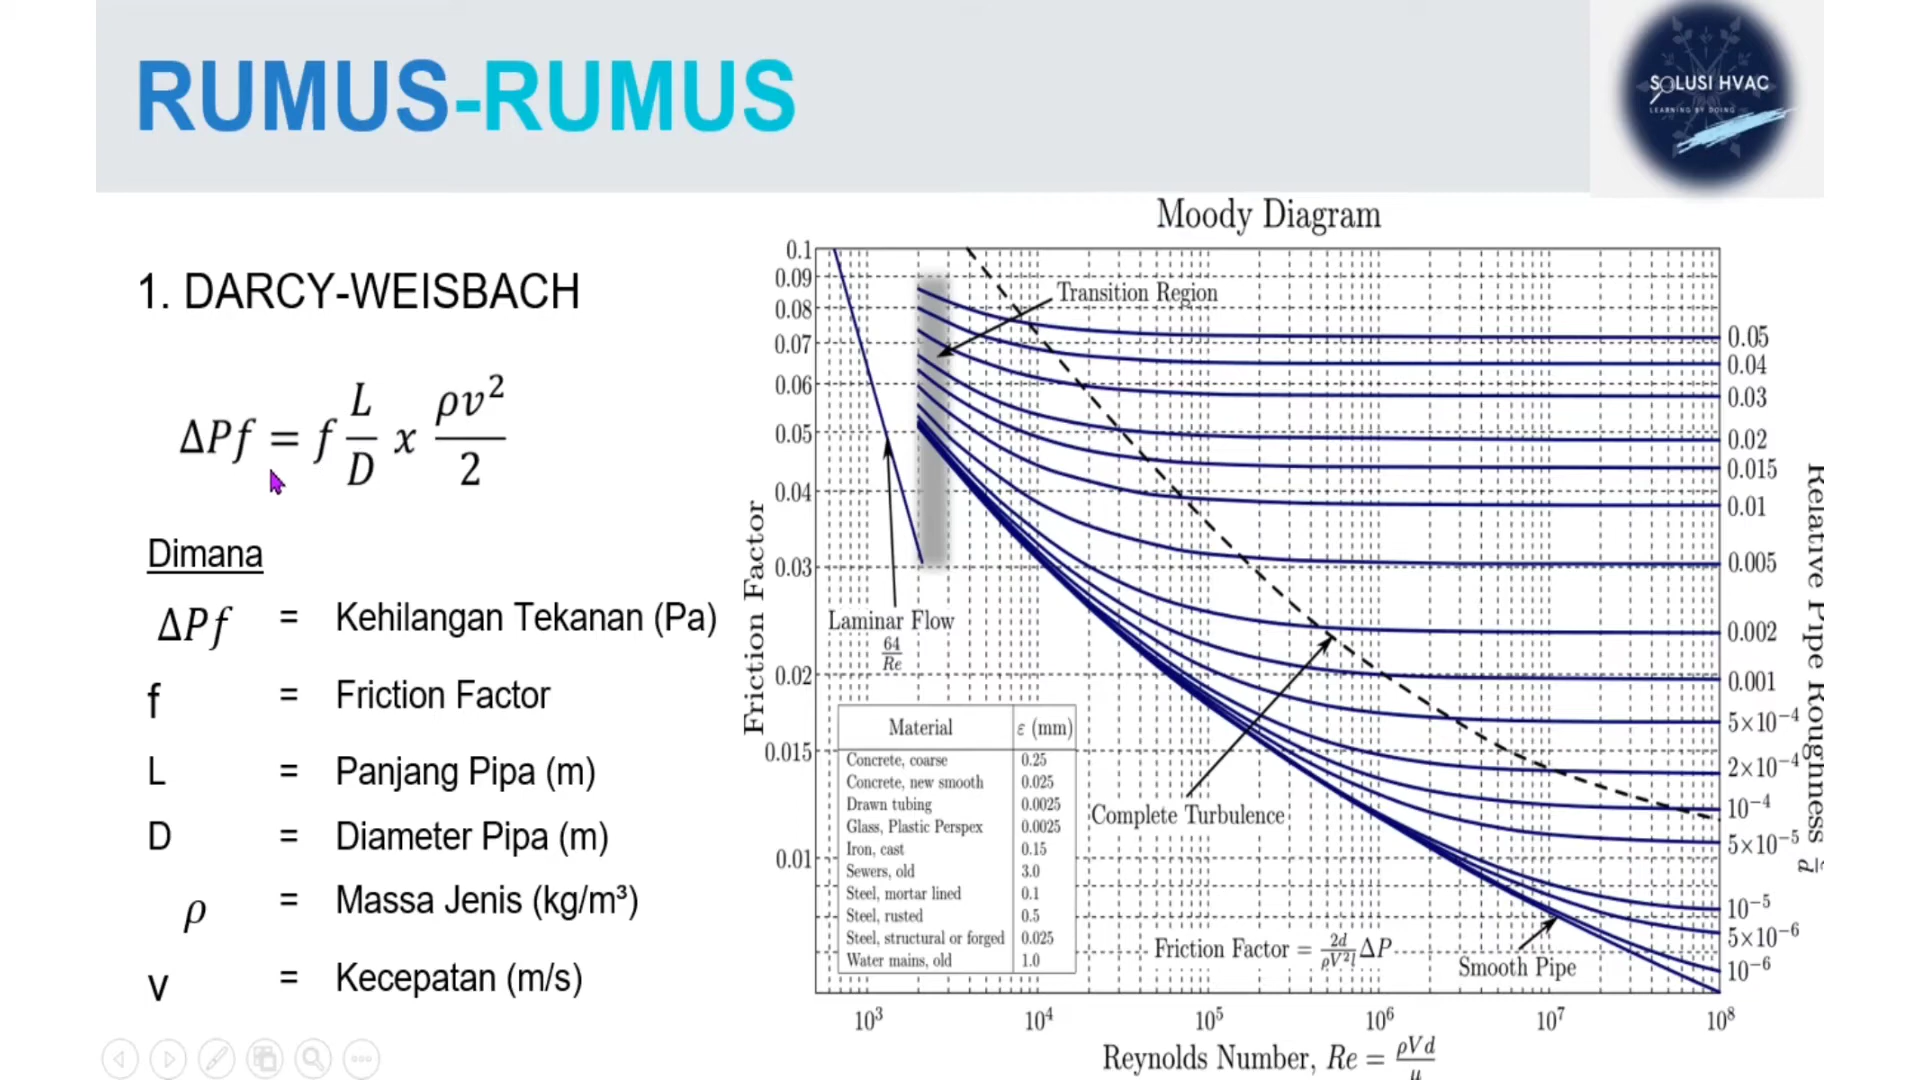 RUMUS-RUMUS
SOLUSI HVAC
LEARNING BY DOING
1. DARCY-WEISBACH
ΔPf = f L/D x ρv²/2
Dimana
ΔPf = Kehilangan Tekanan (Pa)
f = Friction Factor
L = Panjang Pipa (m)
D = Diameter Pipa (m)
ρ = Massa Jenis (kg/m³)
v = Kecepatan (m/s)
Moody Diagram
Friction Factor
0.1
0.09
0.08
0.07
0.06
0.05
0.04
0.03
0.02
0.015
0.01
Transition Region
Laminar Flow
64/Re
Complete Turbulence
Smooth Pipe
Material ε (mm)
Concrete, coarse 0.25
Concrete, new smooth 0.025
Drawn tubing 0.0025
Glass, Plastic Perspex 0.0025
Iron, cast 0.15
Sewers, old 3.0
Steel, mortar lined 0.1
Steel, rusted 0.5
Steel, structural or forged 0.025
Water mains, old 1.0
Friction Factor = 2d/ρV²l ΔP
0.05
0.04
0.03
0.02
0.015
0.01
0.005
0.002
0.001
5×10⁻⁴
2×10⁻⁴
10⁻⁴
5×10⁻⁵
10⁻⁵
5×10⁻⁶
10⁻⁶
Relative Pipe Roughness ε/d
10³ 10⁴ 10⁵ 10⁶ 10⁷ 10⁸
Reynolds Number, Re = ρVd/μ